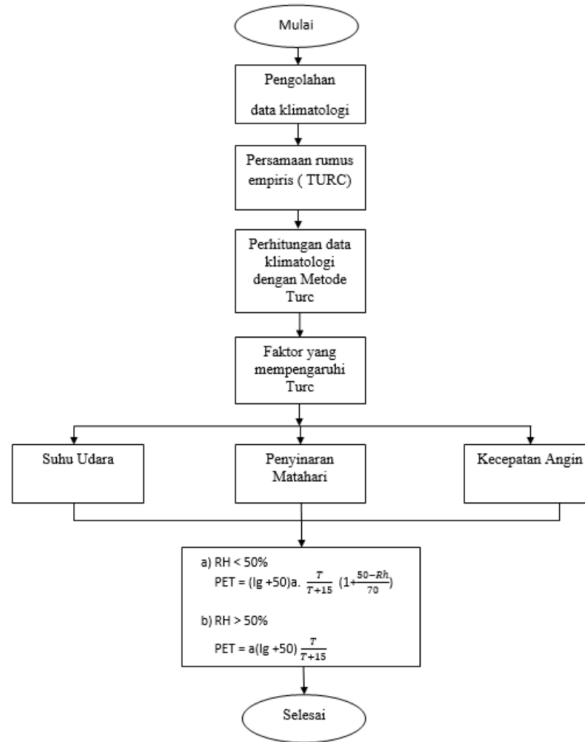 Mulai
Pengolahan
data klimatologi
Persamaan rumus
empiris ( TURC)
Perhitungan data
klimatologi
dengan Metode
Turc
Faktor yang
mempengaruhi
Turc
Suhu Udara
Penyinaran
Matahari
Kecepatan Angin
a) RH < 50%
PET = (Ig +50)a. T/T+15 (1+50−Rh/70)
b) RH > 50%
PET = a(Ig +50) T/T+15
Selesai